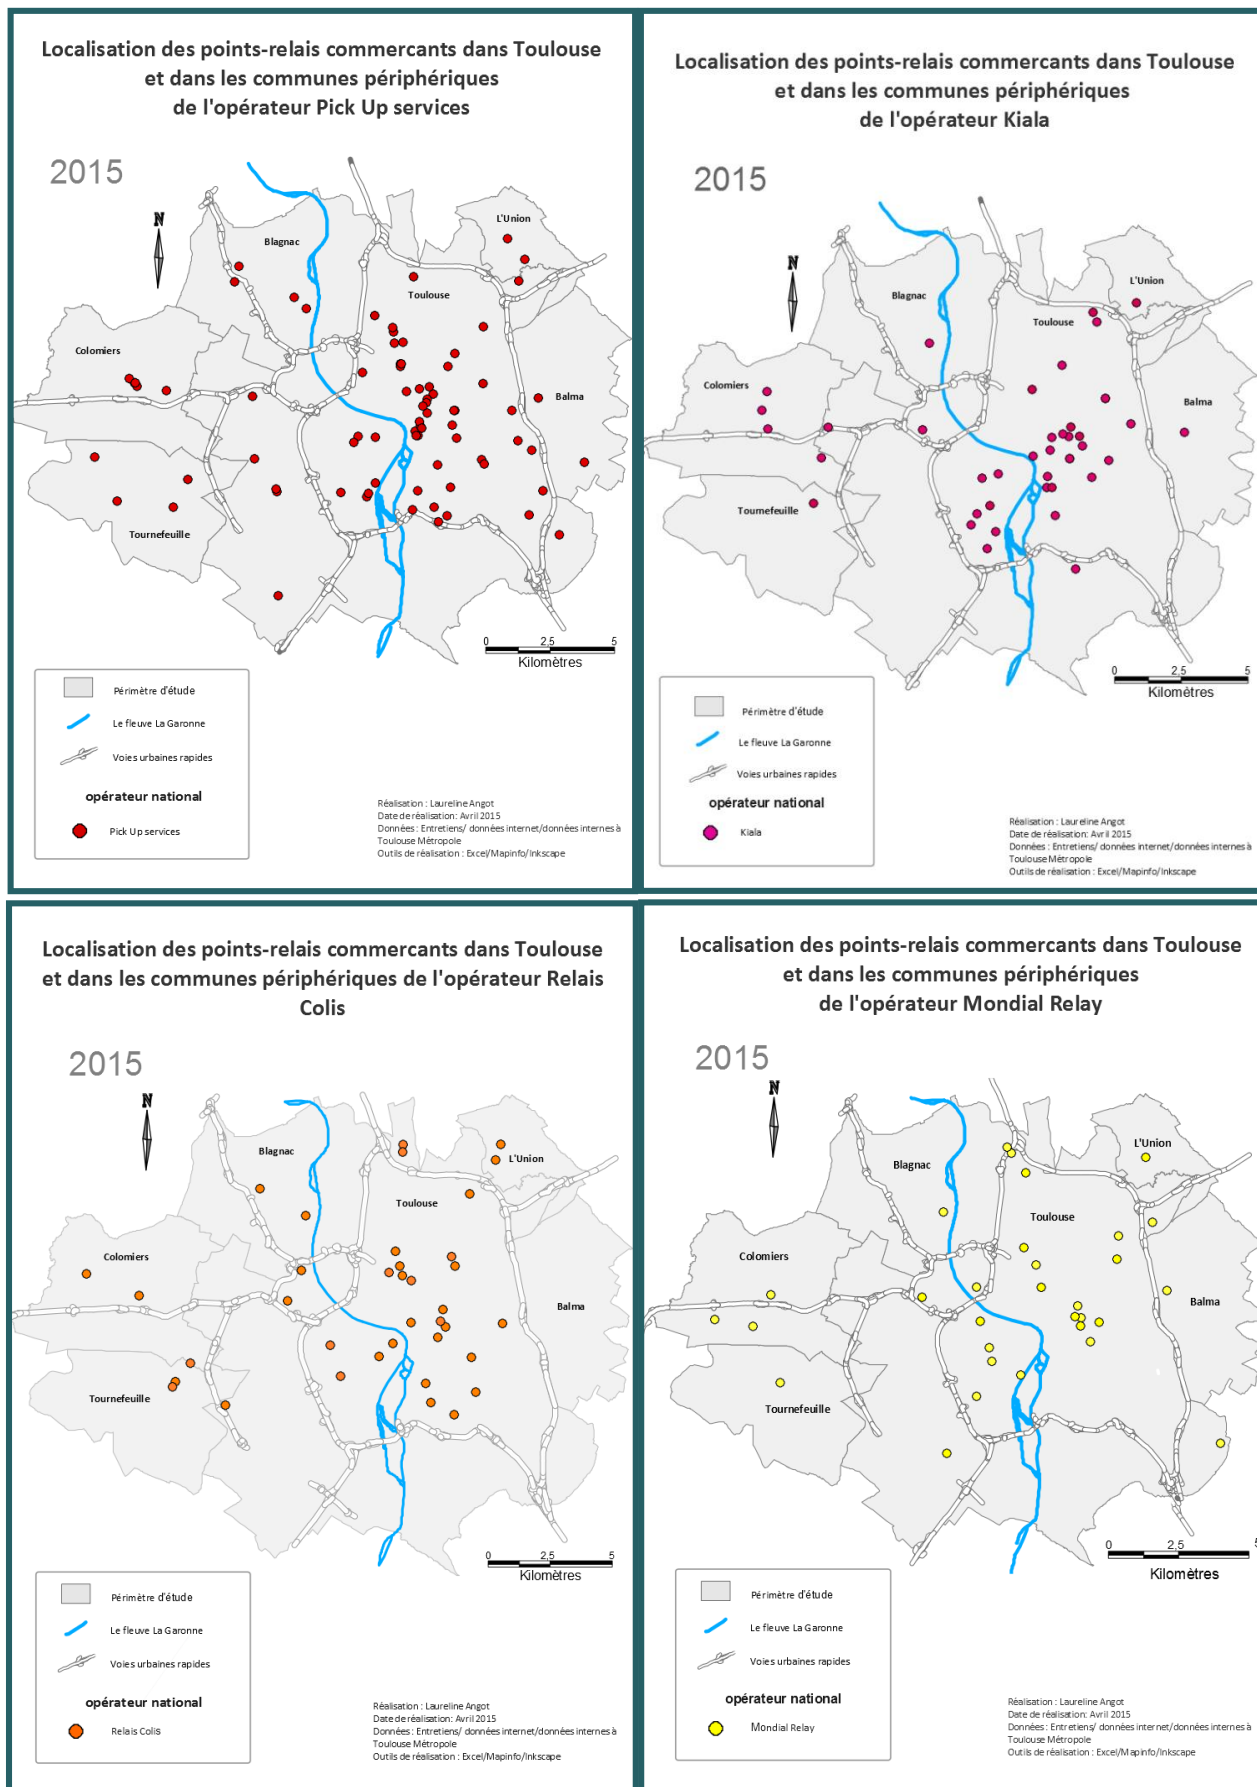 Localisation des points-relais commercants dans Toulouse
et dans les communes périphériques
de l'opérateur Pick Up services
2015
N
L'Union
Blagnac
Toulouse
Colomiers
Balma
Tournefeuille
0 2,5 5
Kilomètres
Périmètre d'étude
Le fleuve La Garonne
Voies urbaines rapides
opérateur national
Pick Up services
Réalisation : Laureline Angot
Date de réalisation: Avril 2015
Données : Entretiens/ données internet/données internes à
Toulouse Métropole
Outils de réalisation : Excel/Mapinfo/Inkscape
Localisation des points-relais commercants dans Toulouse
et dans les communes périphériques
de l'opérateur Kiala
2015
N
L'Union
Blagnac
Toulouse
Colomiers
Balma
Tournefeuille
0 2,5 5
Kilomètres
Périmètre d'étude
Le fleuve La Garonne
Voies urbaines rapides
opérateur national
Kiala
Réalisation : Laureline Angot
Date de réalisation: Avril 2015
Données : Entretiens/ données internet/données internes à
Toulouse Métropole
Outils de réalisation : Excel/Mapinfo/Inkscape
Localisation des points-relais commercants dans Toulouse
et dans les communes périphériques de l'opérateur Relais
Colis
2015
N
Blagnac
L'Union
Toulouse
Colomiers
Balma
Tournefeuille
0 2,5 5
Kilomètres
Périmètre d'étude
Le fleuve La Garonne
Voies urbaines rapides
opérateur national
Relais Colis
Réalisation : Laureline Angot
Date de réalisation: Avril 2015
Données : Entretiens/ données internet/données internes à
Toulouse Métropole
Outils de réalisation : Excel/Mapinfo/Inkscape
Localisation des points-relais commercants dans Toulouse
et dans les communes périphériques
de l'opérateur Mondial Relay
2015
N
L'Union
Blagnac
Toulouse
Colomiers
Balma
Tournefeuille
0 2,5 5
Kilomètres
Périmètre d'étude
Le fleuve La Garonne
Voies urbaines rapides
opérateur national
Mondial Relay
Réalisation : Laureline Angot
Date de réalisation: Avril 2015
Données : Entretiens/ données internet/données internes à
Toulouse Métropole
Outils de réalisation : Excel/Mapinfo/Inkscape